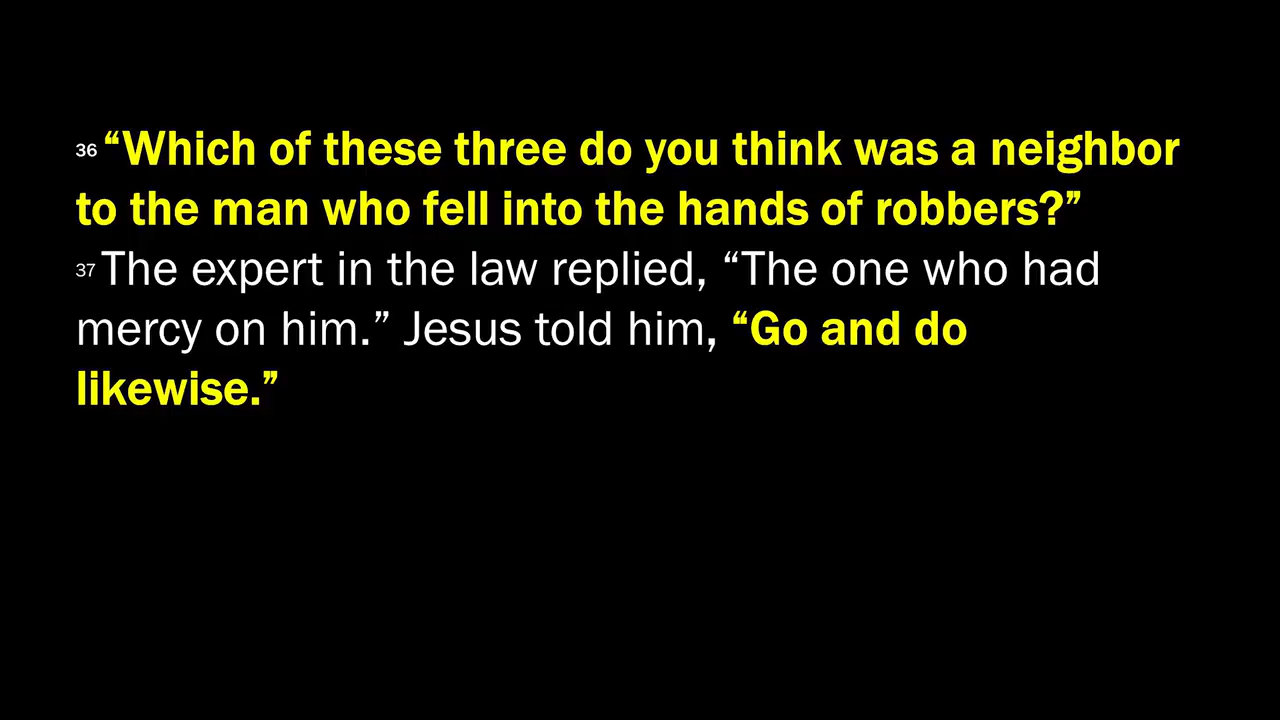 36 “Which of these three do you think was a neighbor
to the man who fell into the hands of robbers?”
37 The expert in the law replied, “The one who had
mercy on him.” Jesus told him, “Go and do
likewise.”